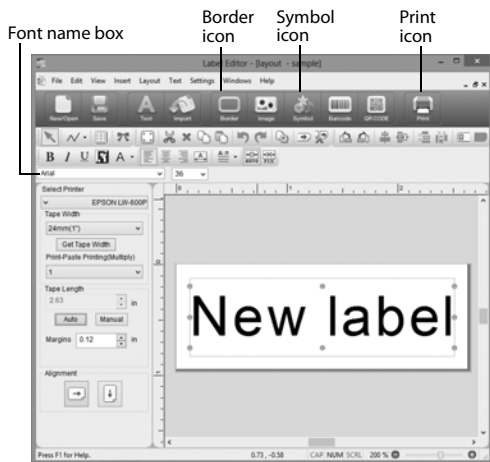 Font name box
Border icon
Symbol icon
Print icon
Label Editor - [layout - sample]
File Edit View Insert Layout Text Settings Windows Help
New/Open Save Text Import Border Image Symbol Barcode QR CODE Print
B I U A
Arial 36
Select Printer
EPSON LW-600P
Tape Width
24mm(1")
Get Tape Width
Print-Paste Printing(Multiply)
1
Tape Length
2.63 in
Auto Manual
Margins 0.12 in
Alignment
0 1 2
New label
Press F1 for Help. 0.73 , -0.58 CAP NUM SCRL 200 %